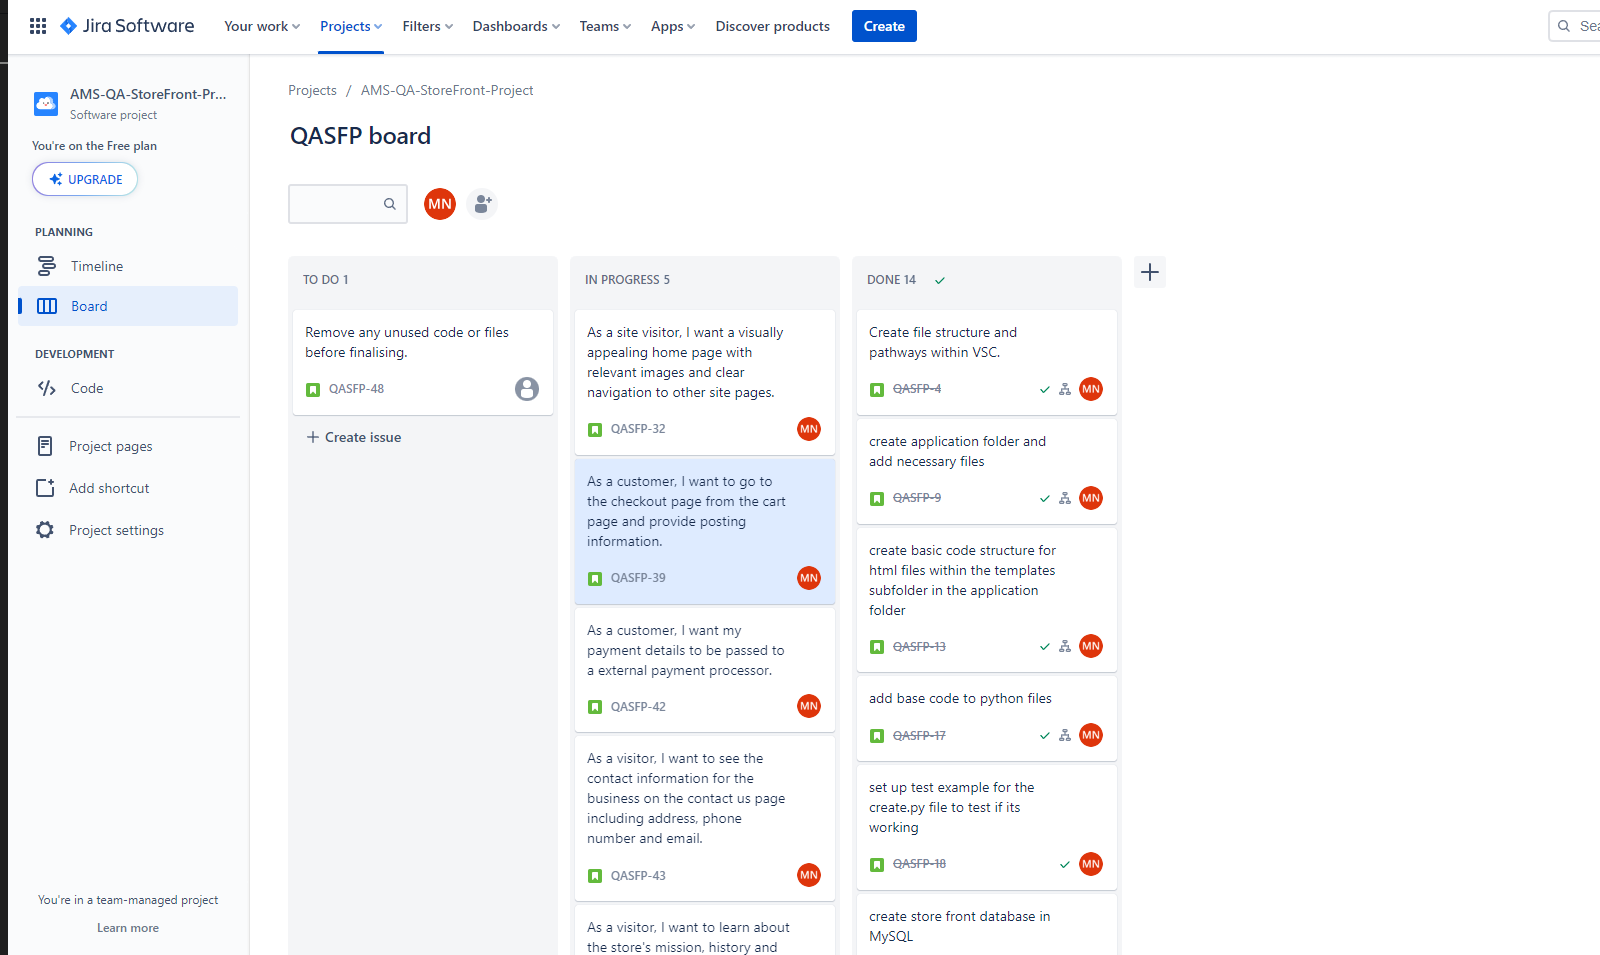 Jira Software
Your work
Projects
Filters
Dashboards
Teams
Apps
Discover products
Create
AMS-QA-StoreFront-Pr...
Software project
You're on the Free plan
UPGRADE
PLANNING
Timeline
Board
DEVELOPMENT
Code
Project pages
Add shortcut
Project settings
You're in a team-managed project
Learn more
Projects / AMS-QA-StoreFront-Project
QASFP board
MN
TO DO 1
Remove any unused code or files
before finalising.
QASFP-48
Create issue
IN PROGRESS 5
As a site visitor, I want a visually
appealing home page with
relevant images and clear
navigation to other site pages.
QASFP-32
MN
As a customer, I want to go to
the checkout page from the cart
page and provide posting
information.
QASFP-39
MN
As a customer, I want my
payment details to be passed to
a external payment processor.
QASFP-42
MN
As a visitor, I want to see the
contact information for the
business on the contact us page
including address, phone
number and email.
QASFP-43
MN
As a visitor, I want to learn about
the store's mission, history and
DONE 14
Create file structure and
pathways within VSC.
QASFP-4
MN
create application folder and
add necessary files
QASFP-9
MN
create basic code structure for
html files within the templates
subfolder in the application
folder
QASFP-13
MN
add base code to python files
QASFP-17
MN
set up test example for the
create.py file to test if its
working
QASFP-18
MN
create store front database in
MySQL